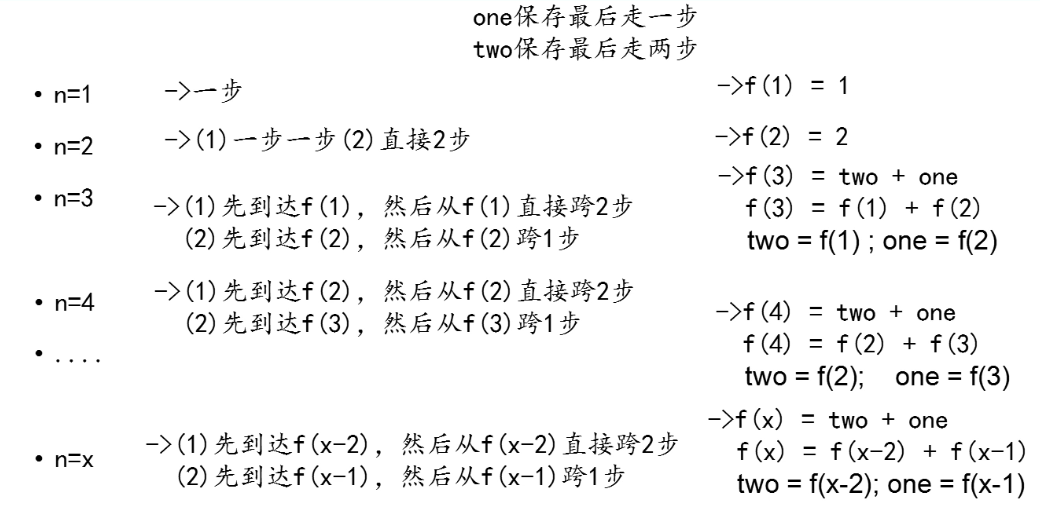 one保存最后走一步
two保存最后走两步
• n=1 ->一步 ->f(1) = 1
• n=2 ->(1)一步一步(2)直接2步 ->f(2) = 2
• n=3 ->(1)先到达f(1), 然后从f(1)直接跨2步
(2)先到达f(2), 然后从f(2)跨1步
->f(3) = two + one
f(3) = f(1) + f(2)
two = f(1) ; one = f(2)
• n=4 ->(1)先到达f(2), 然后从f(2)直接跨2步
(2)先到达f(3), 然后从f(3)跨1步
->f(4) = two + one
f(4) = f(2) + f(3)
two = f(2); one = f(3)
• ....
• n=x ->(1)先到达f(x-2), 然后从f(x-2)直接跨2步
(2)先到达f(x-1), 然后从f(x-1)跨1步
->f(x) = two + one
f(x) = f(x-2) + f(x-1)
two = f(x-2); one = f(x-1)